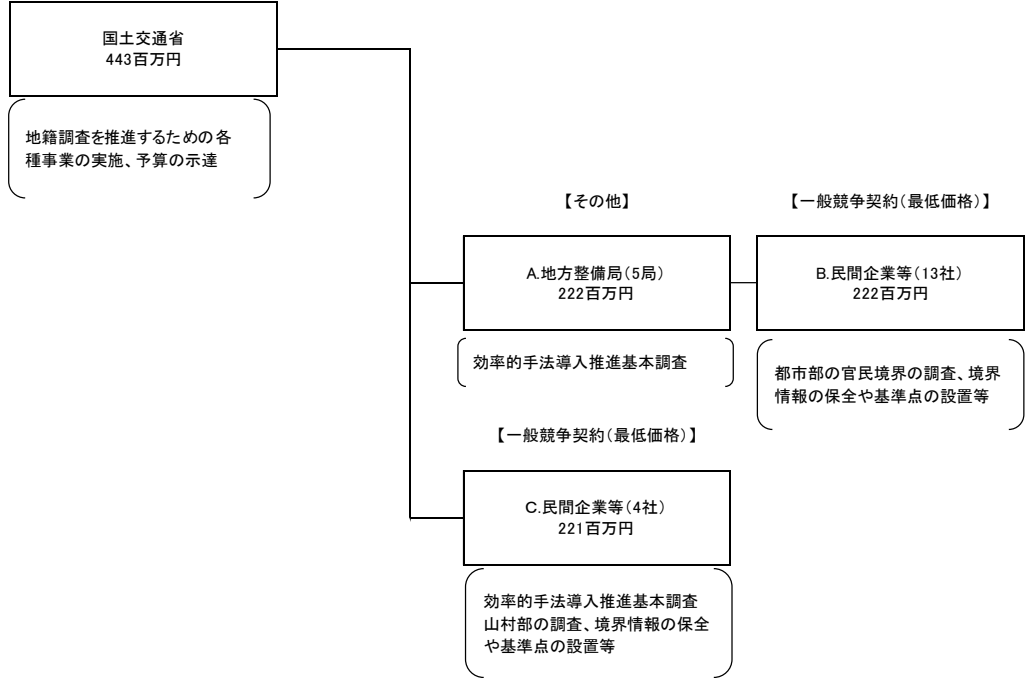 国土交通省
443百万円
地籍調査を推進するための各
種事業の実施、予算の示達
【その他】
【一般競争契約(最低価格)】
A.地方整備局(5局)
222百万円
B.民間企業等(13社)
222百万円
効率的手法導入推進基本調査
都市部の官民境界の調査、境界
情報の保全や基準点の設置等
【一般競争契約(最低価格)】
C.民間企業等(4社)
221百万円
効率的手法導入推進基本調査
山村部の調査、境界情報の保全
や基準点の設置等